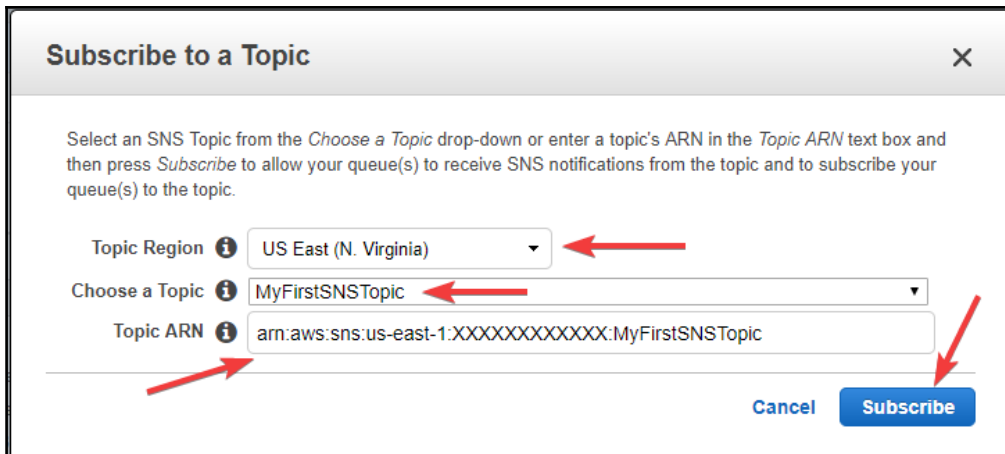 Subscribe to a Topic
Select an SNS Topic from the Choose a Topic drop-down or enter a topic's ARN in the Topic ARN text box and
then press Subscribe to allow your queue(s) to receive SNS notifications from the topic and to subscribe your
queue(s) to the topic.
Topic Region US East (N. Virginia)
Choose a Topic MyFirstSNSTopic
Topic ARN arn:aws:sns:us-east-1:XXXXXXXXXXXX:MyFirstSNSTopic
Cancel Subscribe